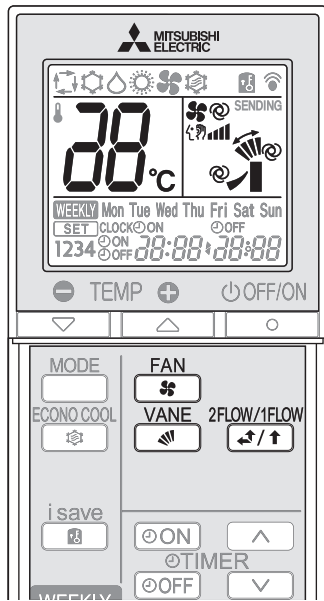 MITSUBISHI
ELECTRIC
SENDING
88°C
WEEKLY Mon Tue Wed Thu Fri Sat Sun
SET CLOCK ON OFF
1234 ON OFF 88:88 88:88
TEMP OFF/ON
MODE FAN
ECONO COOL VANE 2FLOW/1FLOW
/
i save
ON
TIMER
OFF
WEEKLY